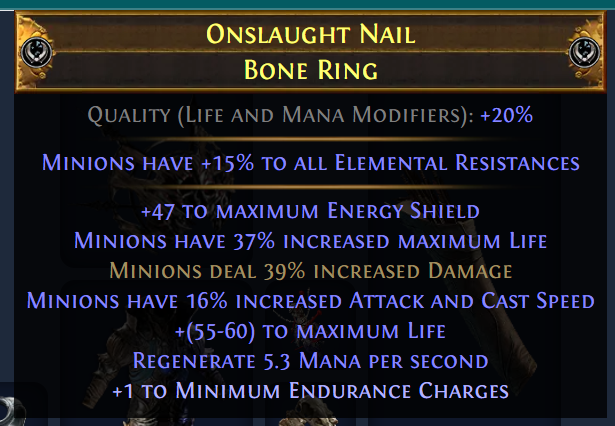 Onslaught Nail
Bone Ring
Quality (Life and Mana Modifiers): +20%
Minions have +15% to all Elemental Resistances
+47 to maximum Energy Shield
Minions have 37% increased maximum Life
Minions deal 39% increased Damage
Minions have 16% increased Attack and Cast Speed
+(55-60) to maximum Life
Regenerate 5.3 Mana per second
+1 to Minimum Endurance Charges